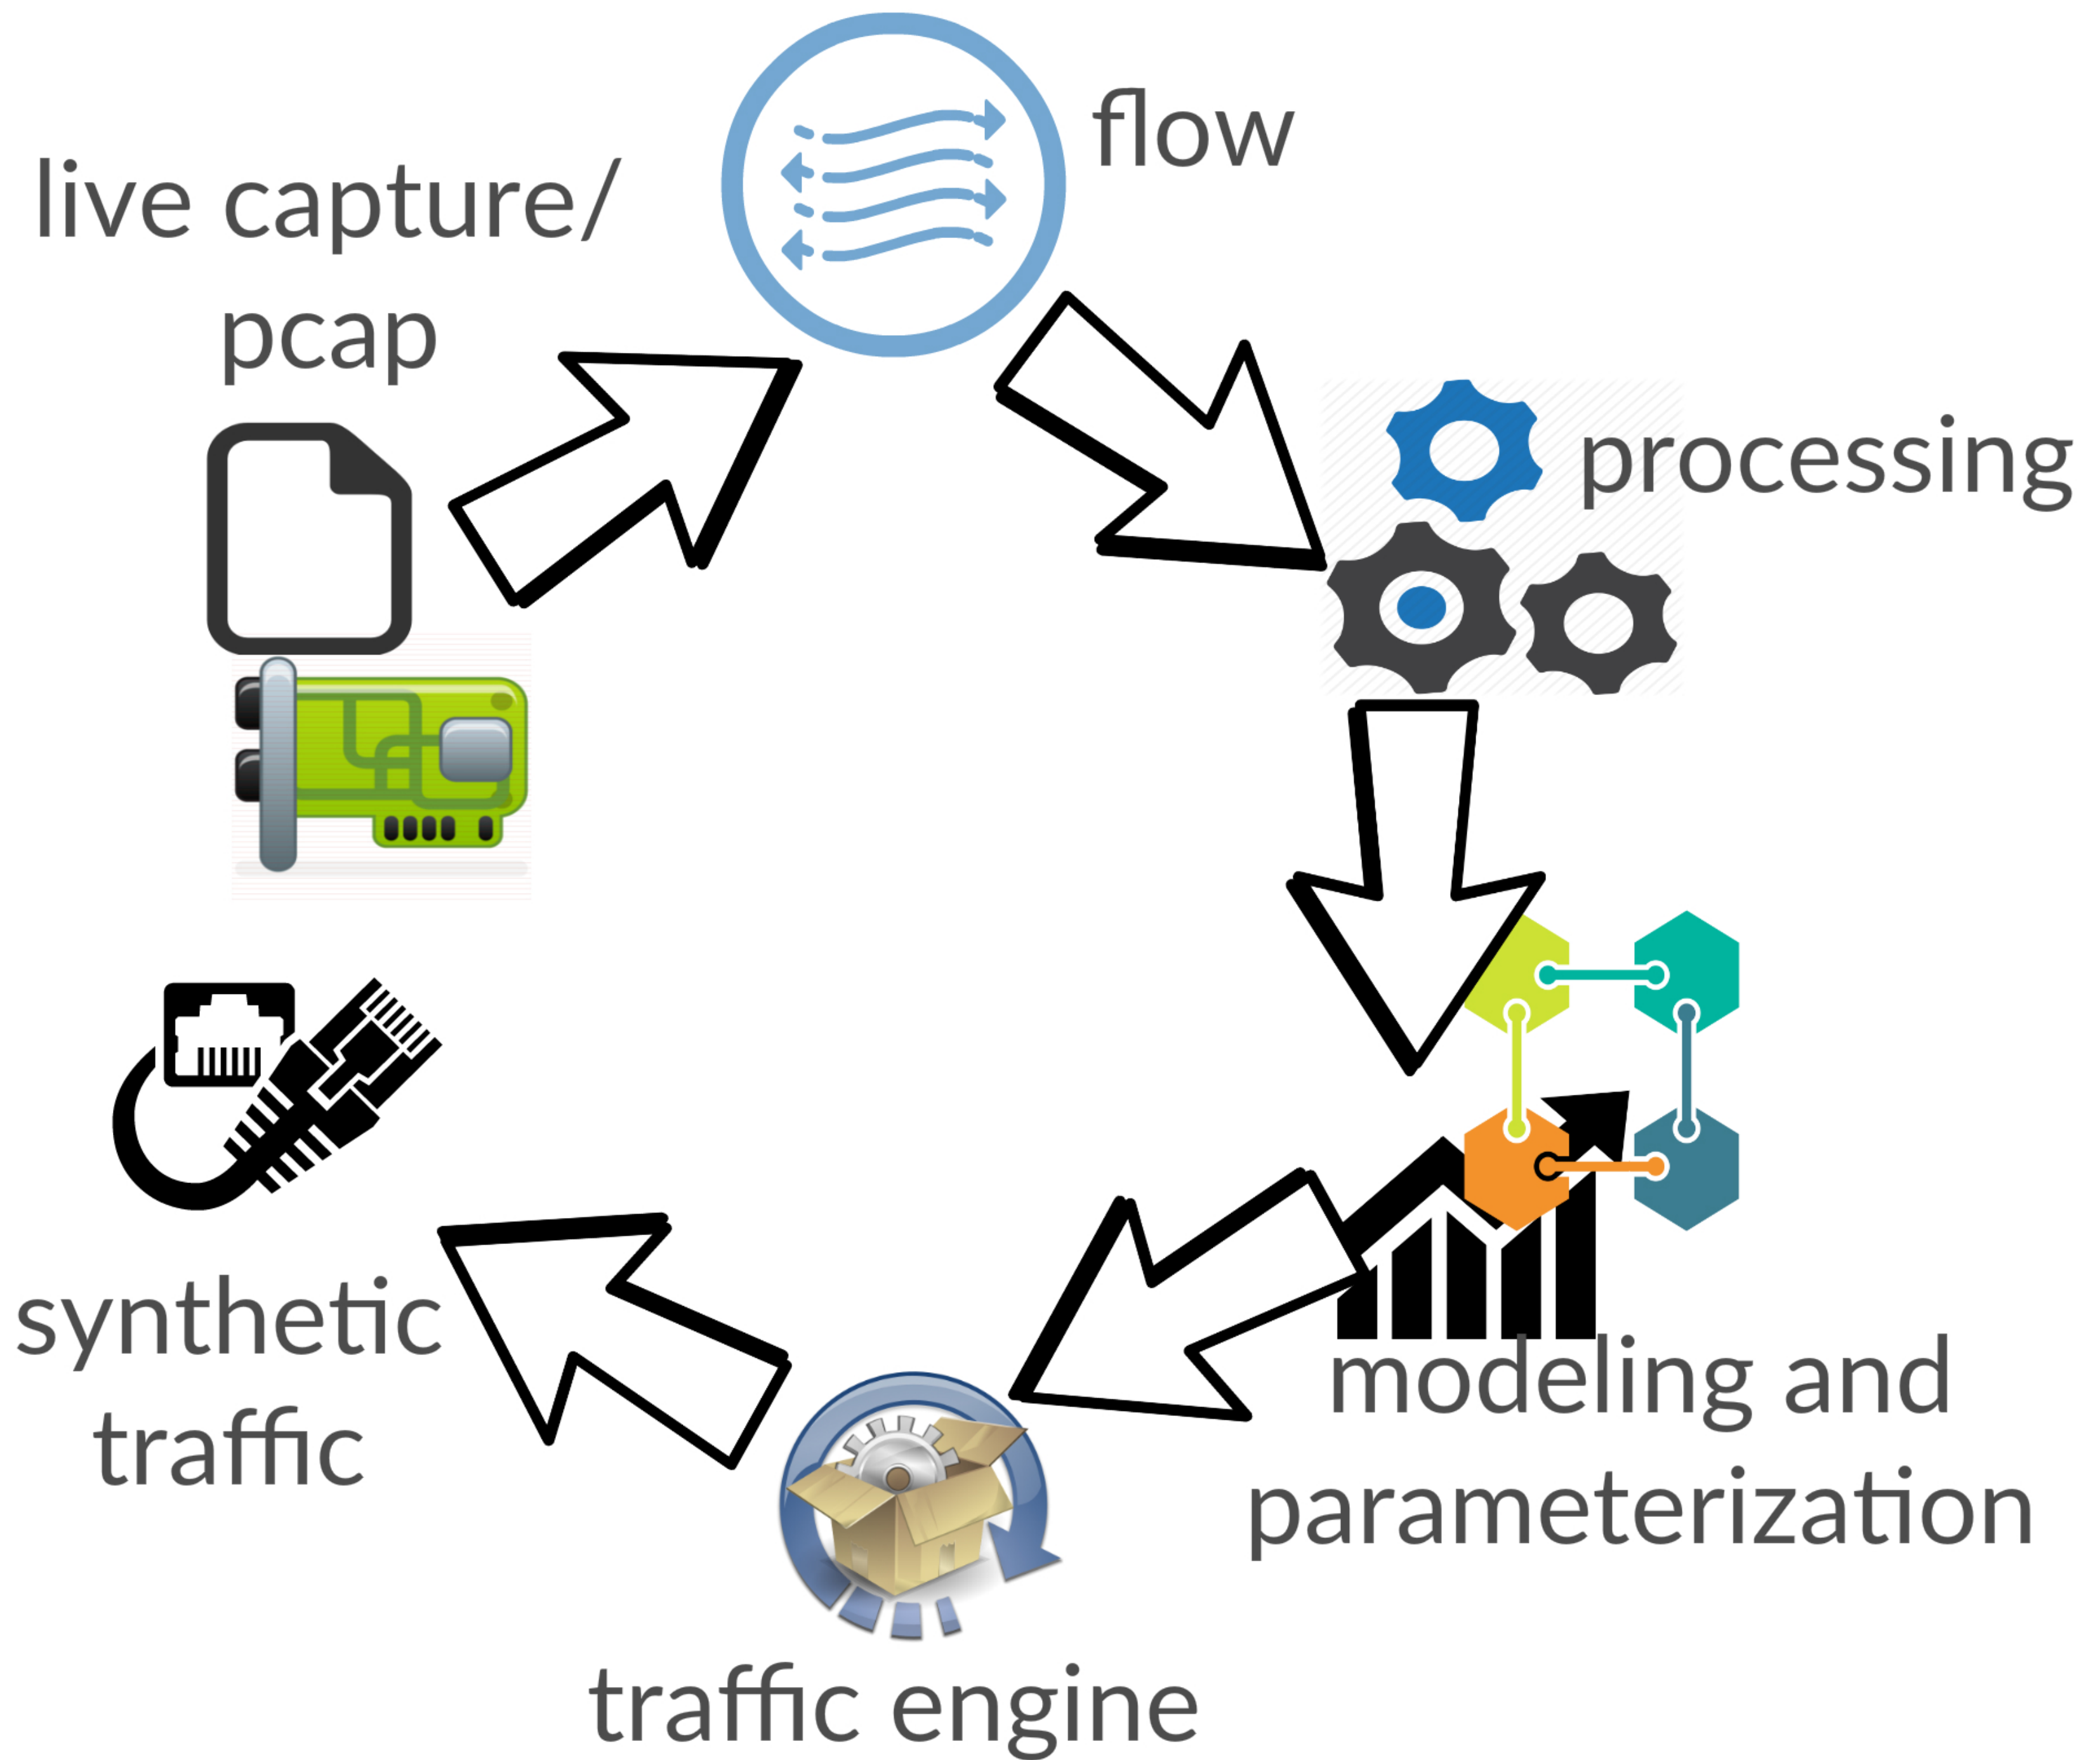 live capture/
pcap
flow
processing
modeling and
parameterization
traffic engine
synthetic
traffic